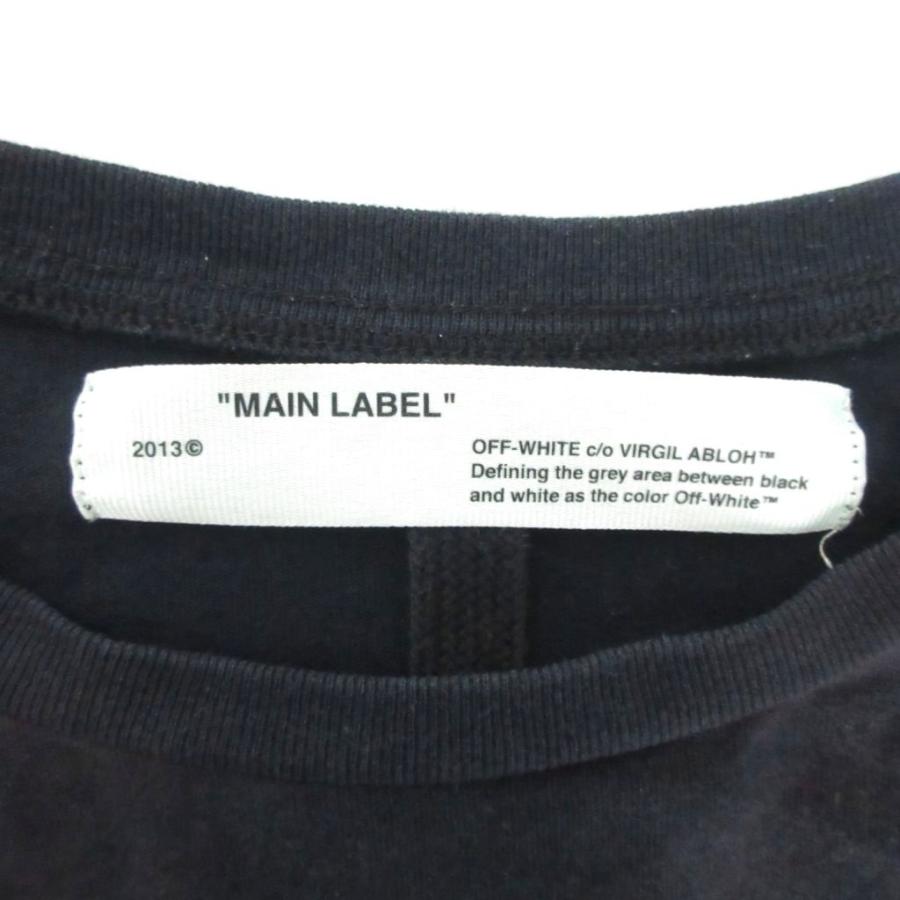 "MAIN LABEL"
2013©
OFF-WHITE c/o VIRGIL ABLOH™
Defining the grey area between black
and white as the color Off-White™